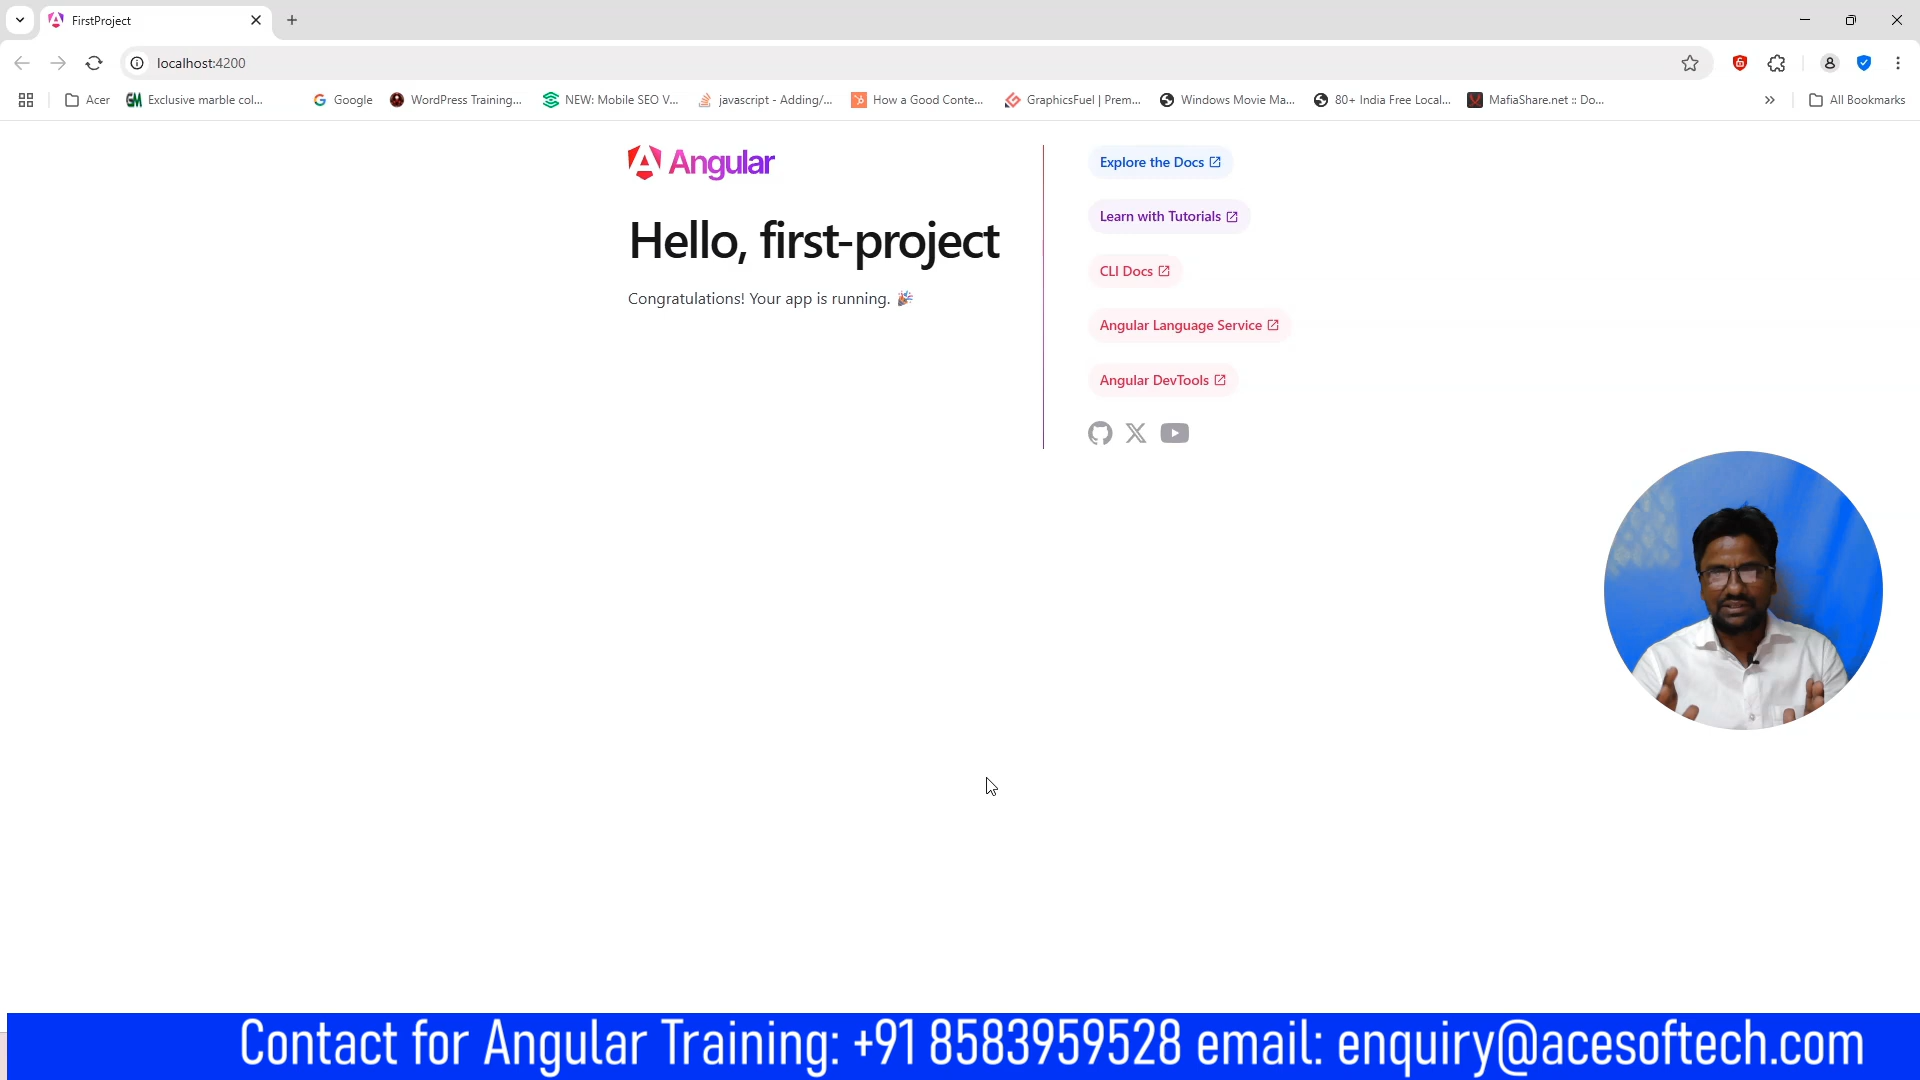 FirstProject
localhost:4200
Acer
Exclusive marble col...
Google
WordPress Training...
NEW: Mobile SEO V...
javascript - Adding/...
How a Good Conte...
GraphicsFuel | Prem...
Windows Movie Ma...
80+ India Free Local...
MafiaShare.net :: Do...
All Bookmarks
Angular
Hello, first-project
Congratulations! Your app is running. 🎉
Explore the Docs
Learn with Tutorials
CLI Docs
Angular Language Service
Angular DevTools
Contact for Angular Training: +91 8583959528 email: enquiry@acesoftech.com